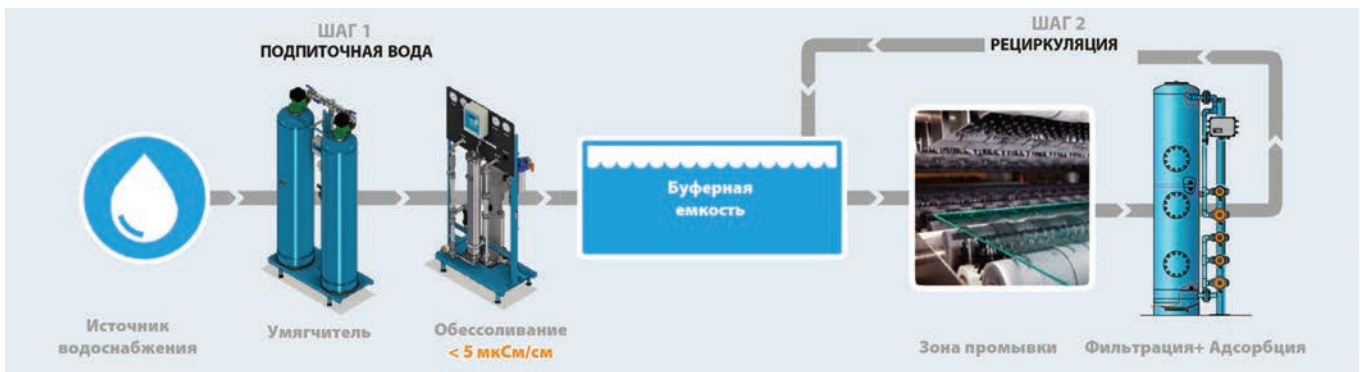 ШАГ 1
ПОДПИТОЧНАЯ ВОДА
ШАГ 2
РЕЦИРКУЛЯЦИЯ
Буферная
емкость
Источник
водоснабжения
Умягчитель
Обессоливание
< 5 мкСм/см
Зона промывки
Фильтрация+ Адсорбция